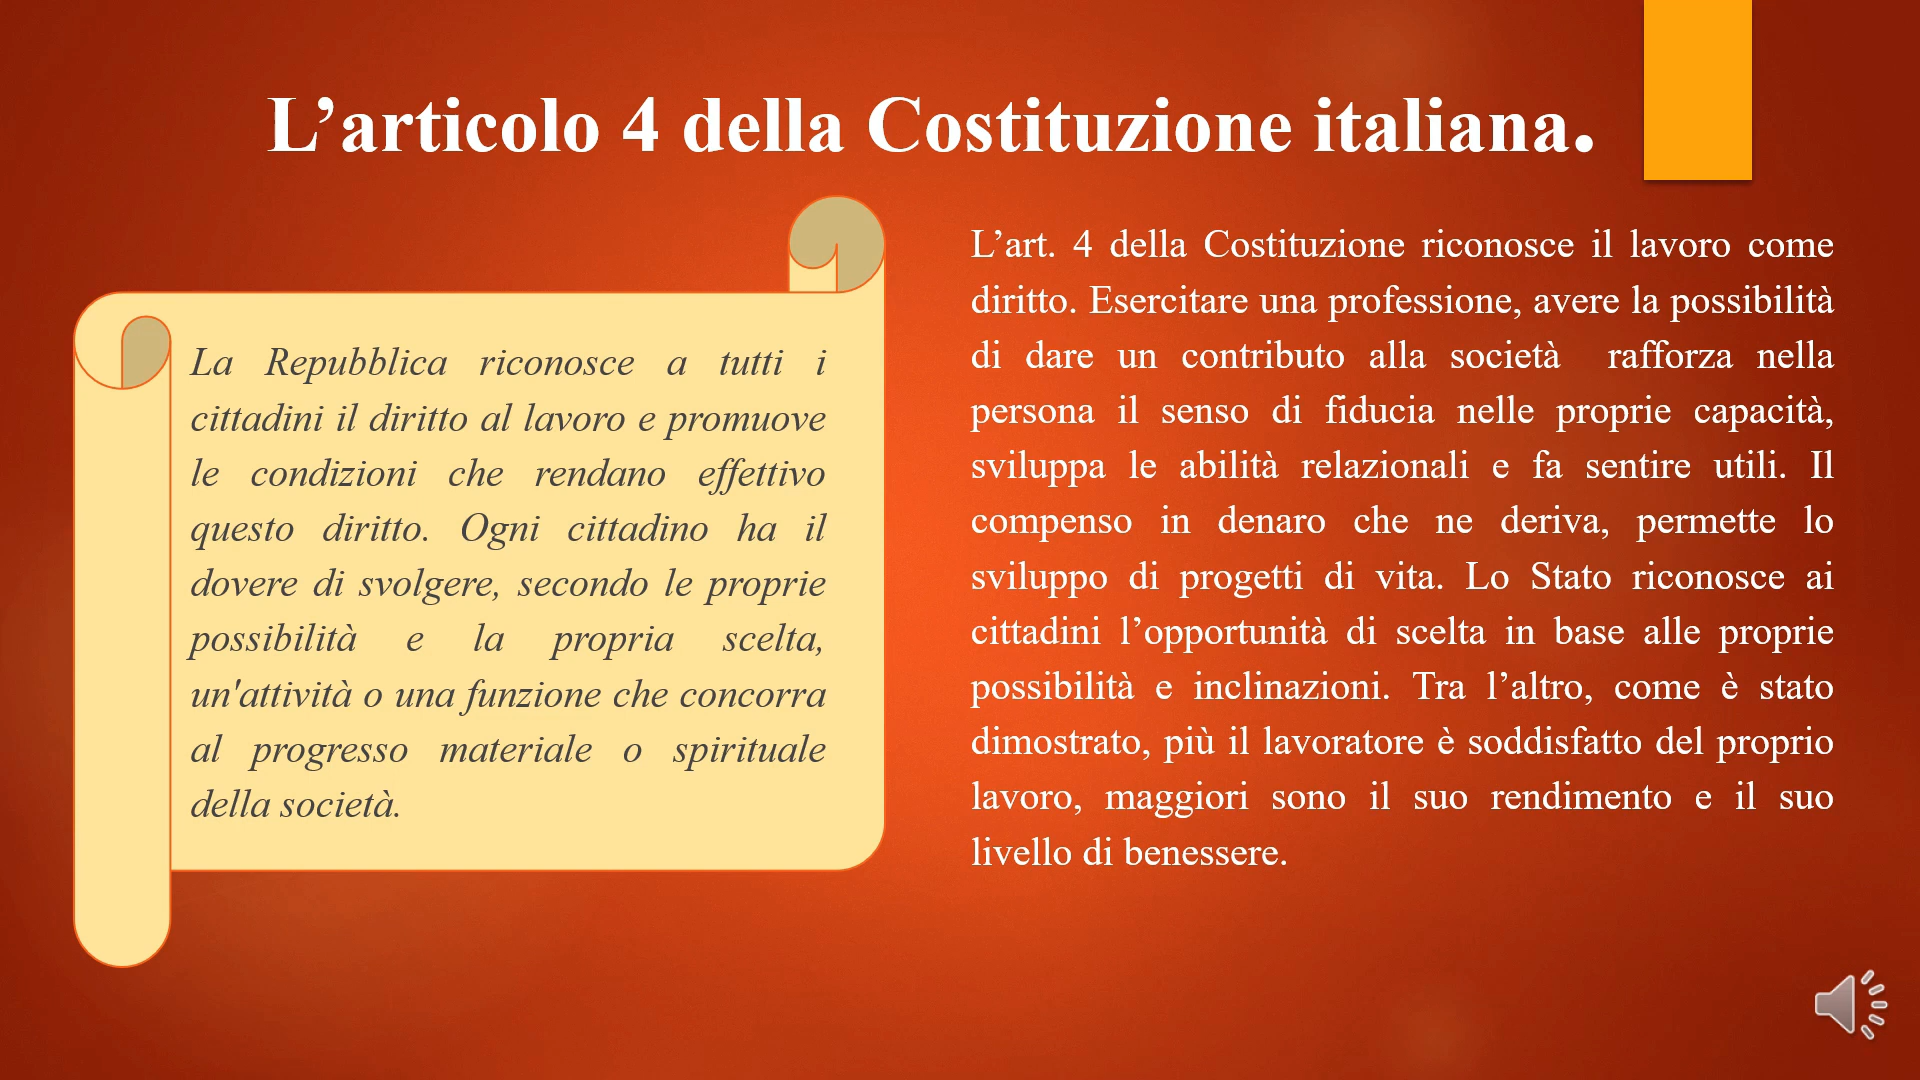 L’articolo 4 della Costituzione italiana.
La Repubblica riconosce a tutti i
cittadini il diritto al lavoro e promuove
le condizioni che rendano effettivo
questo diritto. Ogni cittadino ha il
dovere di svolgere, secondo le proprie
possibilità e la propria scelta,
un'attività o una funzione che concorra
al progresso materiale o spirituale
della società.
L’art. 4 della Costituzione riconosce il lavoro come
diritto. Esercitare una professione, avere la possibilità
di dare un contributo alla società rafforza nella
persona il senso di fiducia nelle proprie capacità,
sviluppa le abilità relazionali e fa sentire utili. Il
compenso in denaro che ne deriva, permette lo
sviluppo di progetti di vita. Lo Stato riconosce ai
cittadini l’opportunità di scelta in base alle proprie
possibilità e inclinazioni. Tra l’altro, come è stato
dimostrato, più il lavoratore è soddisfatto del proprio
lavoro, maggiori sono il suo rendimento e il suo
livello di benessere.